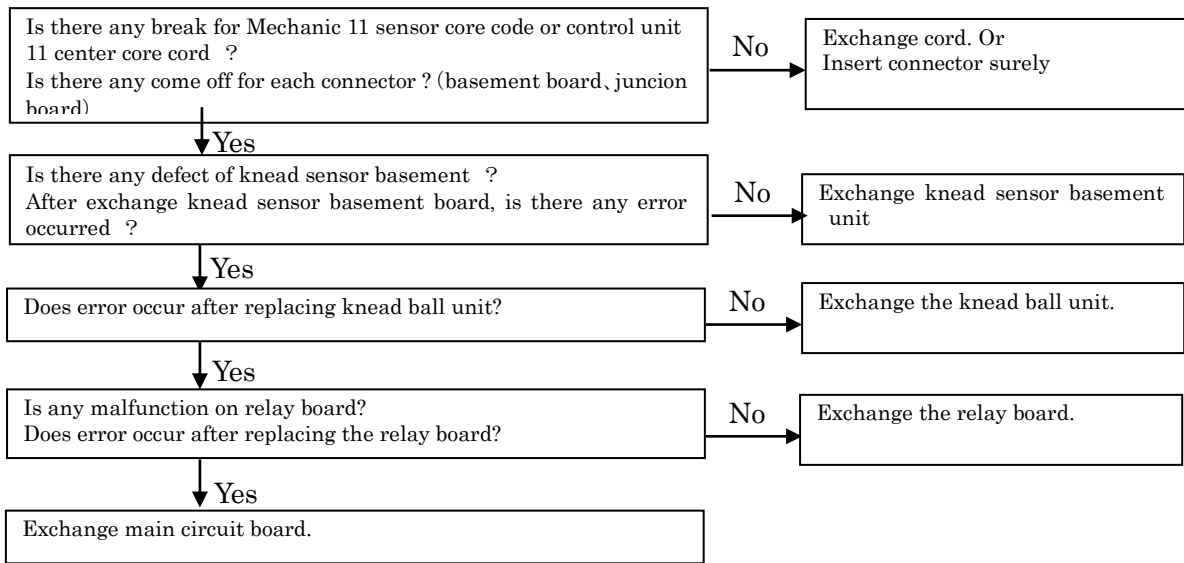 Is there any break for Mechanic 11 sensor core code or control unit
11 center core cord ?
Is there any come off for each connector？(basement board、juncion
board)
No
Exchange cord. Or
Insert connector surely
Yes
Is there any defect of knead sensor basement ？
After exchange knead sensor basement board, is there any error
occurred ？
No
Exchange knead sensor basement
unit
Yes
Does error occur after replacing knead ball unit?
No
Exchange the knead ball unit.
Yes
Is any malfunction on relay board?
Does error occur after replacing the relay board?
No
Exchange the relay board.
Yes
Exchange main circuit board.